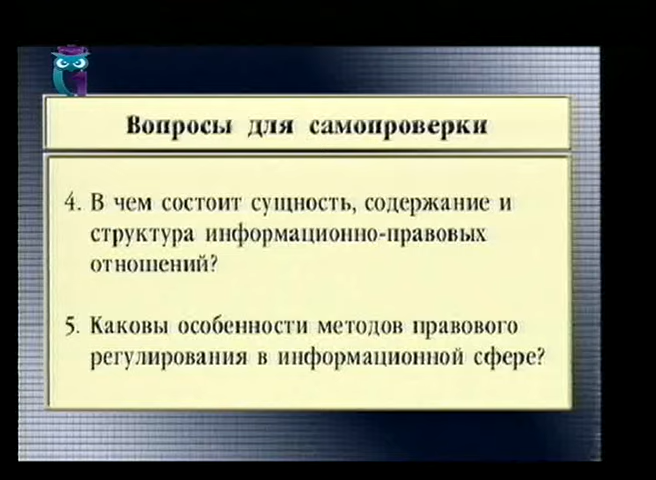 Вопросы для самопроверки
4. В чем состоит сущность, содержание и
структура информационно-правовых
отношений?
5. Каковы особенности методов правового
регулирования в информационной сфере?